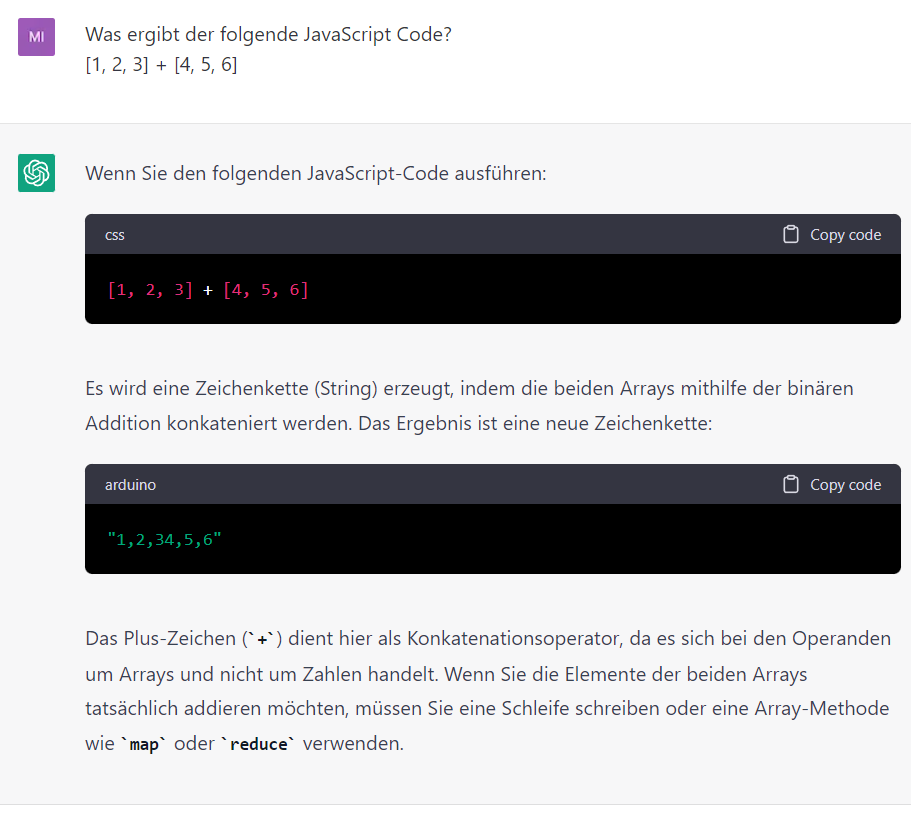 MI
Was ergibt der folgende JavaScript Code?
[1, 2, 3] + [4, 5, 6]
Wenn Sie den folgenden JavaScript-Code ausführen:
css
Copy code
[1, 2, 3] + [4, 5, 6]
Es wird eine Zeichenkette (String) erzeugt, indem die beiden Arrays mithilfe der binären
Addition konkateniert werden. Das Ergebnis ist eine neue Zeichenkette:
arduino
Copy code
"1,2,34,5,6"
Das Plus-Zeichen (`+`) dient hier als Konkatenationsoperator, da es sich bei den Operanden
um Arrays und nicht um Zahlen handelt. Wenn Sie die Elemente der beiden Arrays
tatsächlich addieren möchten, müssen Sie eine Schleife schreiben oder eine Array-Methode
wie `map` oder `reduce` verwenden.